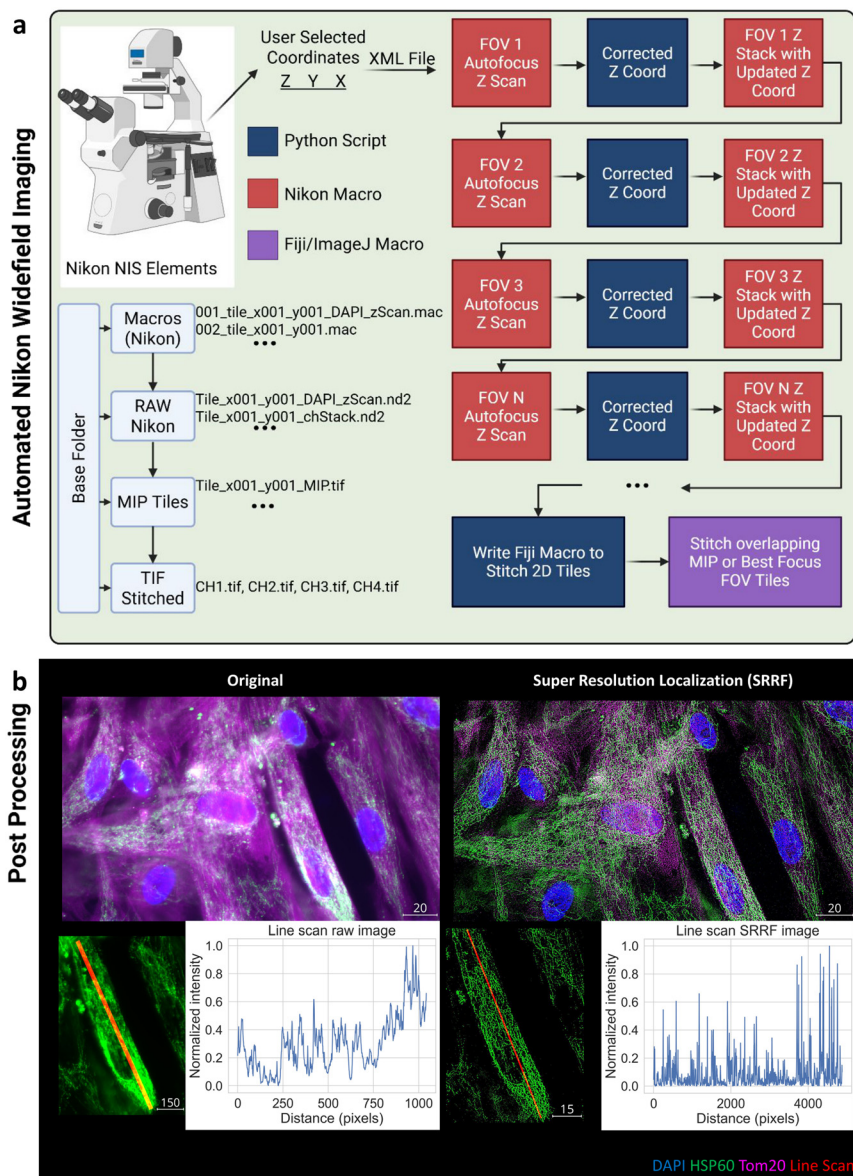 a
Automated Nikon Widefield Imaging
Nikon NIS Elements
User Selected
Coordinates
Z Y X
XML File
Python Script
Nikon Macro
Fiji/ImageJ Macro
FOV 1
Autofocus
Z Scan
Corrected
Z Coord
FOV 1 Z
Stack with
Updated Z
Coord
FOV 2
Autofocus
Z Scan
Corrected
Z Coord
FOV 2 Z
Stack with
Updated Z
Coord
FOV 3
Autofocus
Z Scan
Corrected
Z Coord
FOV 3 Z
Stack with
Updated Z
Coord
FOV N
Autofocus
Z Scan
Corrected
Z Coord
FOV N Z
Stack with
Updated Z
Coord
•••
Write Fiji Macro to
Stitch 2D Tiles
Stitch overlapping
MIP or Best Focus
FOV Tiles
Base Folder
Macros
(Nikon)
001_tile_x001_y001_DAPI_zScan.mac
002_tile_x001_y001.mac
•••
RAW
Nikon
Tile_x001_y001_DAPI_zScan.nd2
Tile_x001_y001_chStack.nd2
•••
MIP Tiles
Tile_x001_y001_MIP.tif
•••
TIF
Stitched
CH1.tif, CH2.tif, CH3.tif, CH4.tif
b
Post Processing
Original
Super Resolution Localization (SRRF)
20
20
150
Line scan raw image
Normalized intensity
1.0
0.8
0.6
0.4
0.2
0.0
0 250 500 750 1000
Distance (pixels)
15
Line scan SRRF image
Normalized intensity
1.0
0.8
0.6
0.4
0.2
0.0
0 2000 4000
Distance (pixels)
DAPI HSP60 Tom20 Line Scan